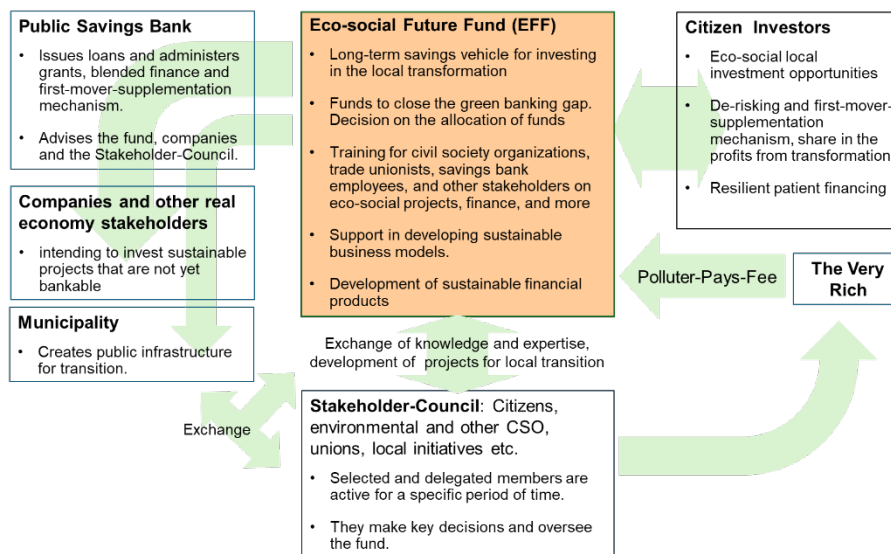 Public Savings Bank
• Issues loans and administers
grants, blended finance and
first-mover-supplementation
mechanism.
• Advises the fund, companies
and the Stakeholder-Council.
Companies and other real
economy stakeholders
• intending to invest sustainable
projects that are not yet
bankable
Municipality
• Creates public infrastructure
for transition.
Exchange
Eco-social Future Fund (EFF)
• Long-term savings vehicle for investing
in the local transformation
• Funds to close the green banking gap.
Decision on the allocation of funds
• Training for civil society organizations,
trade unionists, savings bank
employees, and other stakeholders on
eco-social projects, finance, and more
• Support in developing sustainable
business models.
• Development of sustainable financial
products
Exchange of knowledge and expertise,
development of projects for local transition
Stakeholder-Council: Citizens,
environmental and other CSO,
unions, local initiatives etc.
• Selected and delegated members are
active for a specific period of time.
• They make key decisions and oversee
the fund.
Citizen Investors
• Eco-social local
investment opportunities
• De-risking and first-mover-
supplementation
mechanism, share in the
profits from transformation
• Resilient patient financing
Polluter-Pays-Fee
The Very
Rich